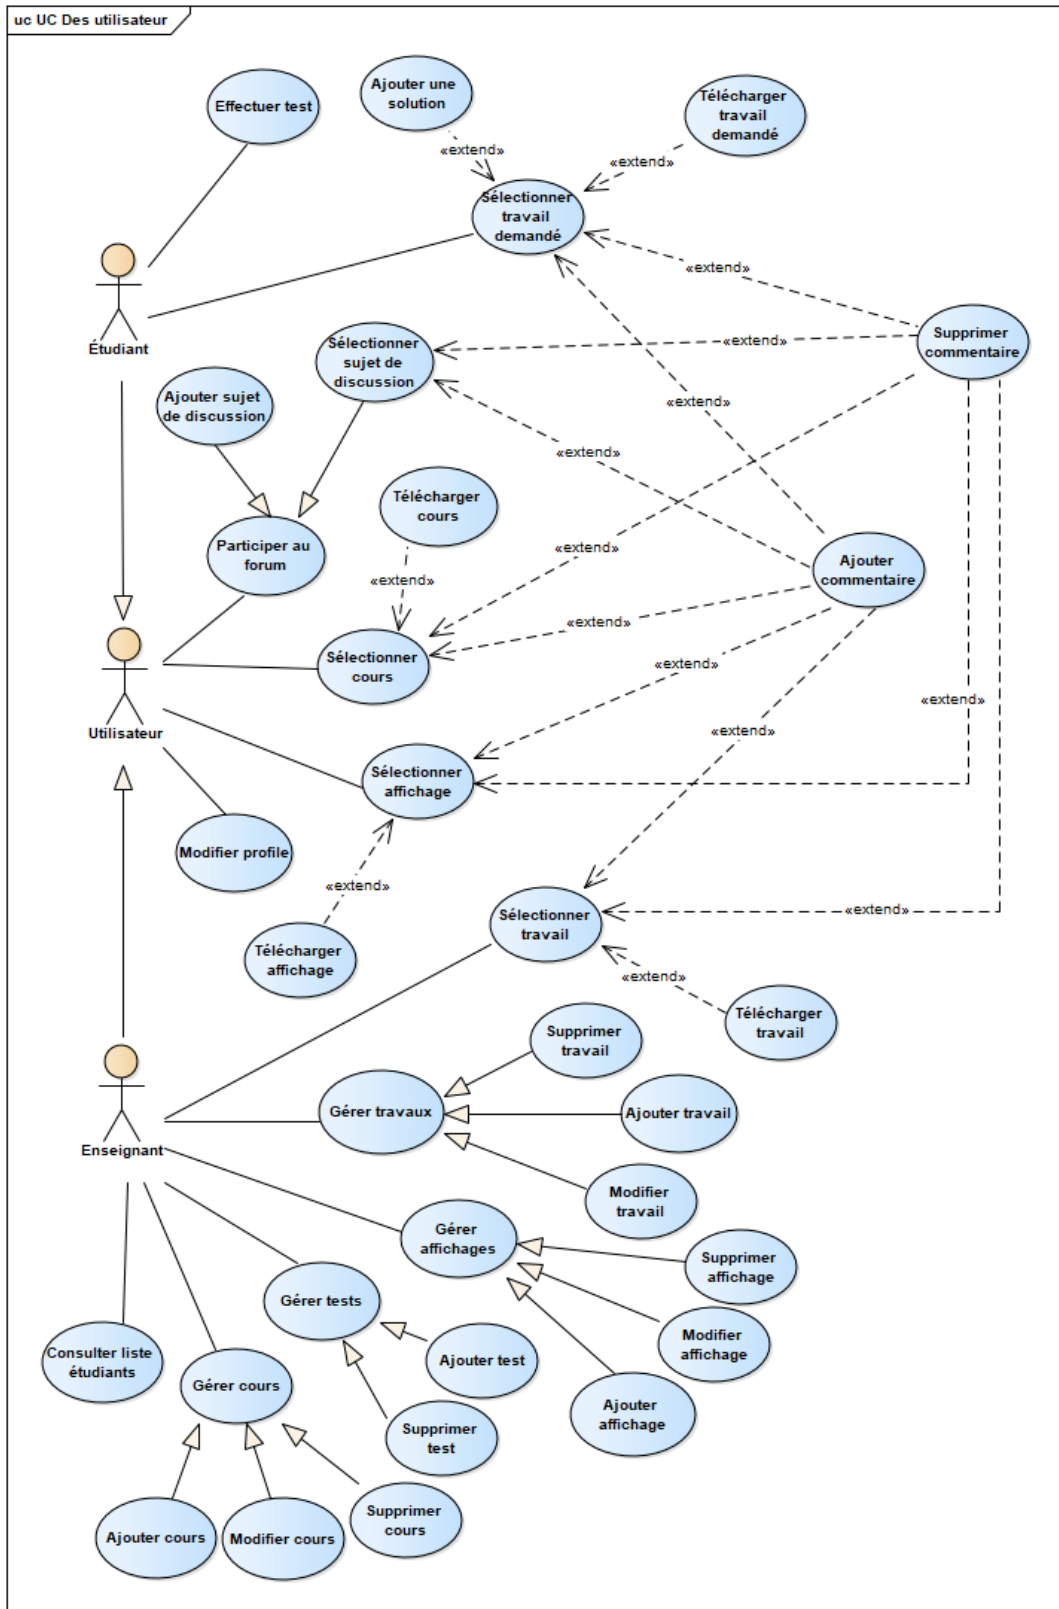 uc UC Des utilisateur
Effectuer test
Ajouter une
solution
Télécharger
travail
demandé
«extend»
«extend»
Sélectionner
travail
demandé
«extend»
Étudiant
Sélectionner
sujet de
discussion
«extend»
Supprimer
commentaire
Ajouter sujet
de discussion
«extend»
«extend»
Télécharger
cours
Participer au
forum
«extend»
Ajouter
commentaire
«extend»
«extend»
Sélectionner
cours
«extend»
«extend»
Utilisateur
«extend»
Sélectionner
affichage
Modifier profile
«extend»
Sélectionner
travail
«extend»
Télécharger
affichage
«extend»
Télécharger
travail
Supprimer
travail
Gérer travaux
Ajouter travail
Enseignant
Modifier
travail
Gérer
affichages
Supprimer
affichage
Gérer tests
Modifier
affichage
Consulter liste
étudiants
Ajouter test
Gérer cours
Ajouter
affichage
Supprimer
test
Supprimer
cours
Ajouter cours
Modifier cours